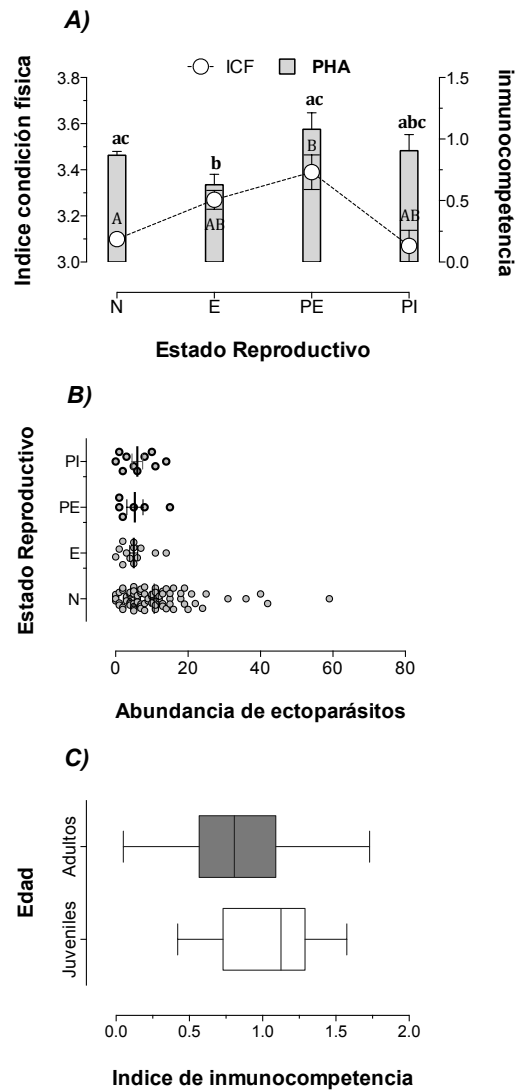 A)
ICF PHA
3.8
3.6
3.4
3.2
3.0
Indice condición física
ac
b
ac
abc
A
AB
B
AB
1.5
1.0
0.5
0.0
inmunocompetencia
N E PE PI
Estado Reproductivo
B)
Estado Reproductivo
PI
PE
E
N
0 20 40 60 80
Abundancia de ectoparásitos
C)
Edad
Adultos
Juveniles
0.0 0.5 1.0 1.5 2.0
Indice de inmunocompetencia